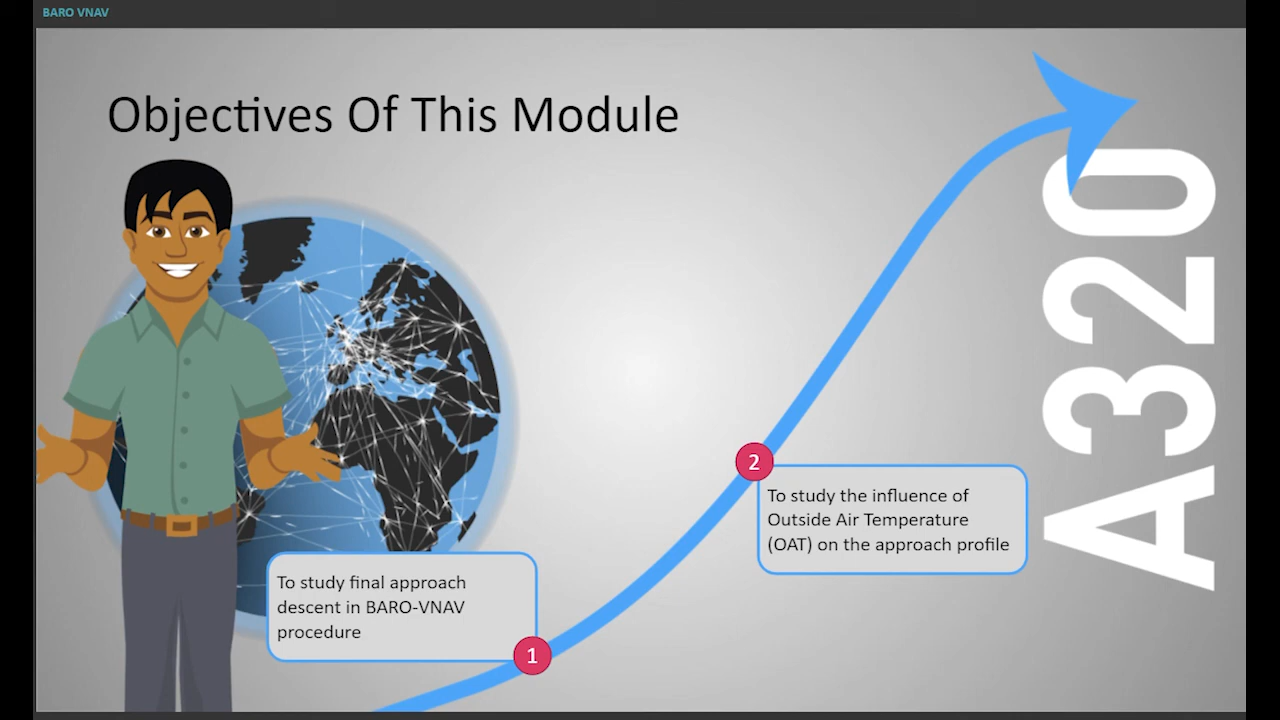 BARO VNAV
Objectives Of This Module
A320
2
To study the influence of
Outside Air Temperature
(OAT) on the approach profile
To study final approach
descent in BARO-VNAV
procedure
1